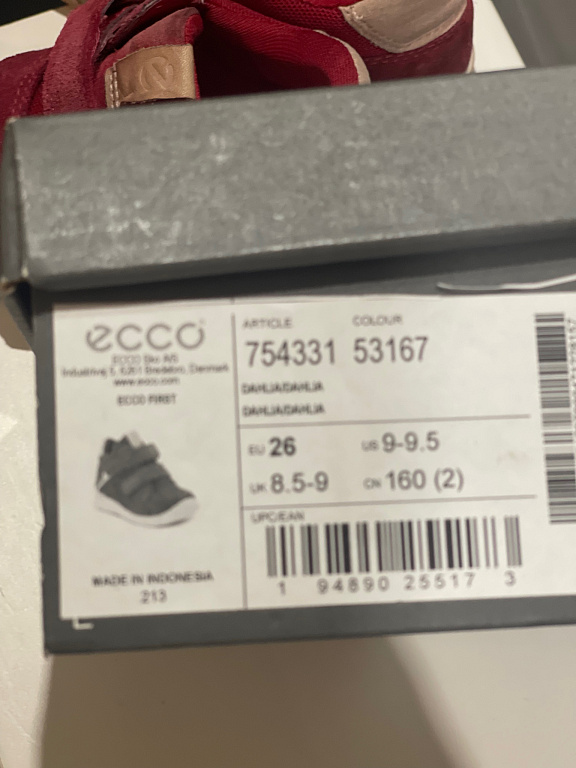 ecco
ECCO Sko A/S
Industrivej 5, 6261 Bredebro, Denmark
www.ecco.com
ECCO FIRST
MADE IN INDONESIA
213
ARTICLE COLOUR
754331 53167
DAHLIA/DAHLIA
DAHLIA/DAHLIA
EU 26 US 9-9.5
UK 8.5-9 CN 160 (2)
UPC/EAN
1 94890 25517 3